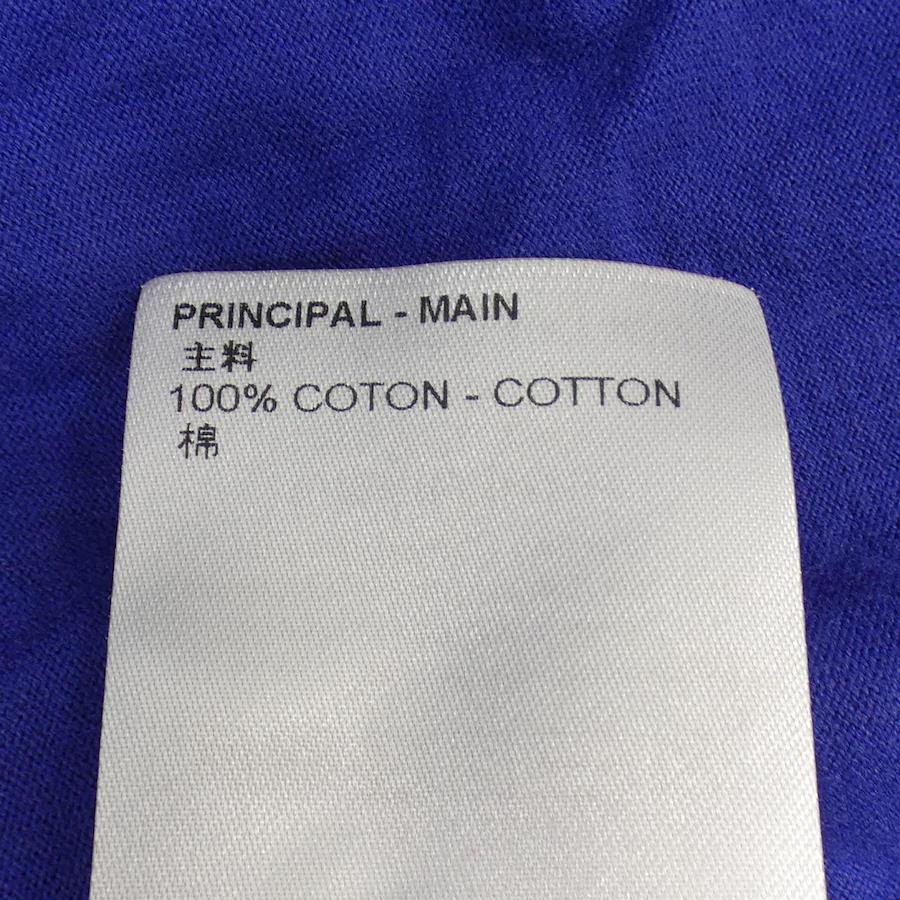 PRINCIPAL - MAIN
主料
100% COTON - COTTON
棉